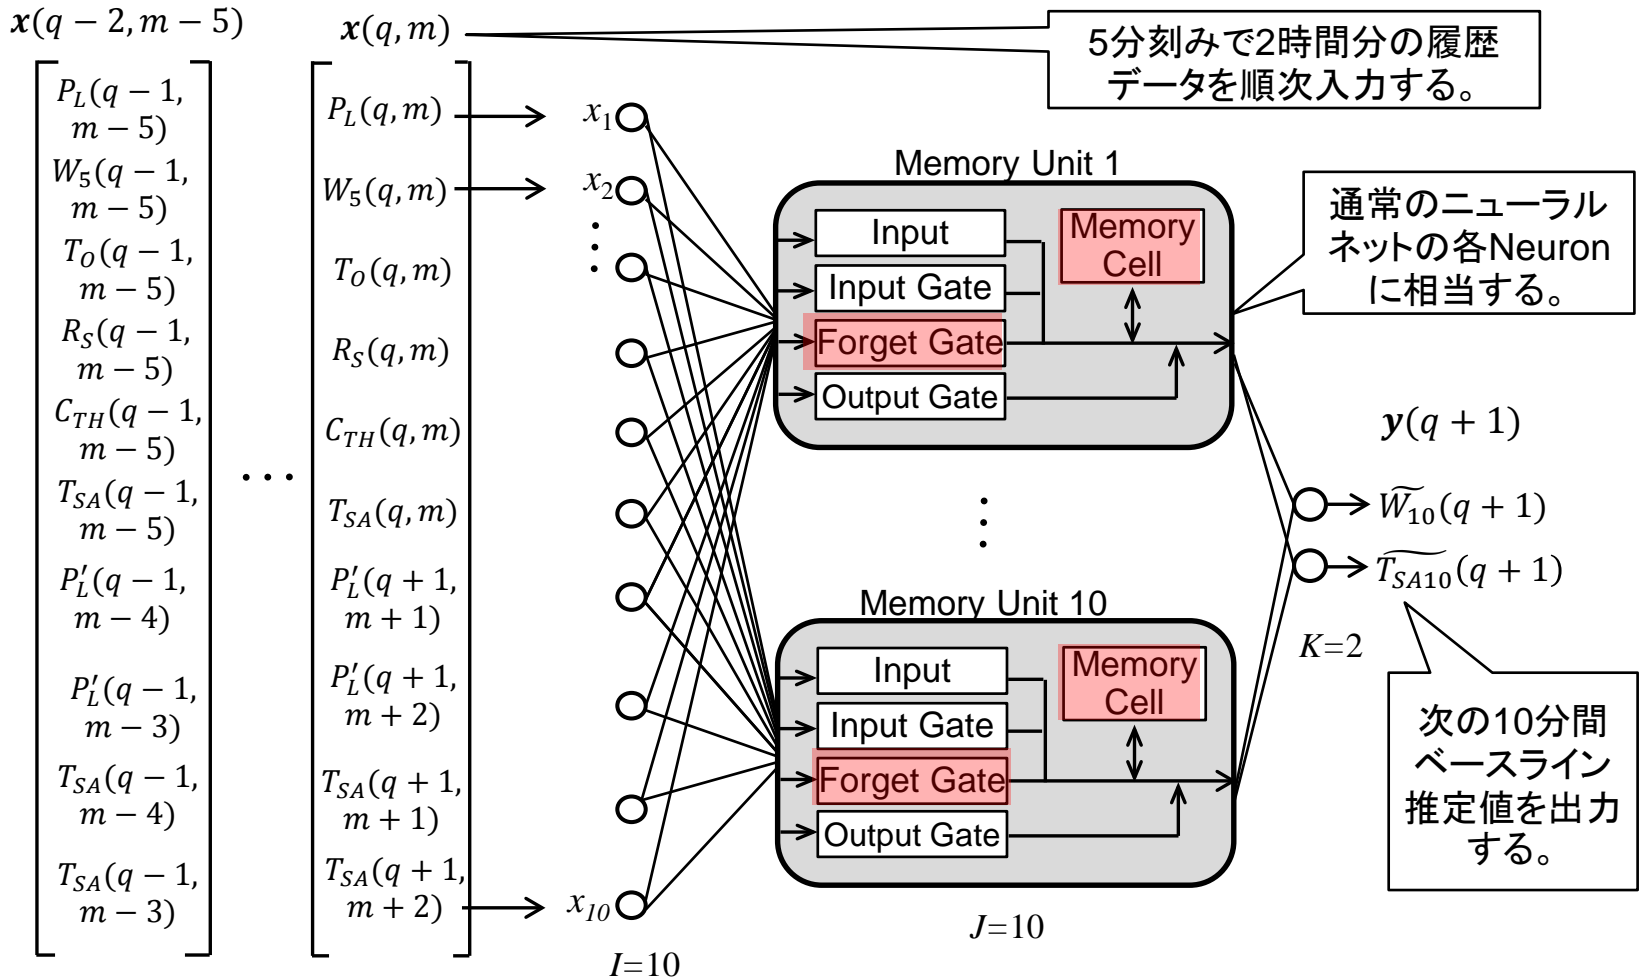 x(q − 2, m − 5)
P_L(q − 1,
m − 5)
W_5(q − 1,
m − 5)
T_O(q − 1,
m − 5)
R_S(q − 1,
m − 5)
C_TH(q − 1,
m − 5)
T_SA(q − 1,
m − 5)
P′_L(q − 1,
m − 4)
P′_L(q − 1,
m − 3)
T_SA(q − 1,
m − 4)
T_SA(q − 1,
m − 3)
...
x(q, m)
P_L(q, m)
W_5(q, m)
T_O(q, m)
R_S(q, m)
C_TH(q, m)
T_SA(q, m)
P′_L(q + 1,
m + 1)
P′_L(q + 1,
m + 2)
T_SA(q + 1,
m + 1)
T_SA(q + 1,
m + 2)
5分刻みで2時間分の履歴
データを順次入力する。
x_1
x_2
⋮
x_10
I=10
Memory Unit 1
Input
Input Gate
Forget Gate
Output Gate
Memory
Cell
⋮
Memory Unit 10
Input
Input Gate
Forget Gate
Output Gate
Memory
Cell
J=10
通常のニューラル
ネットの各Neuron
に相当する。
y(q + 1)
W̃_10(q + 1)
T̃_SA10(q + 1)
K=2
次の10分間
ベースライン
推定値を出力
する。